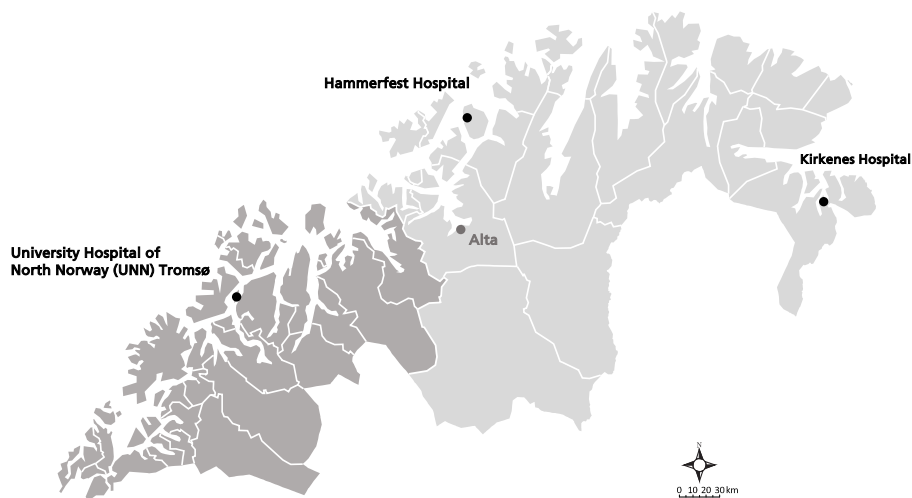 Hammerfest Hospital
Kirkenes Hospital
Alta
University Hospital of
North Norway (UNN) Tromsø
N
0 10 20 30 km